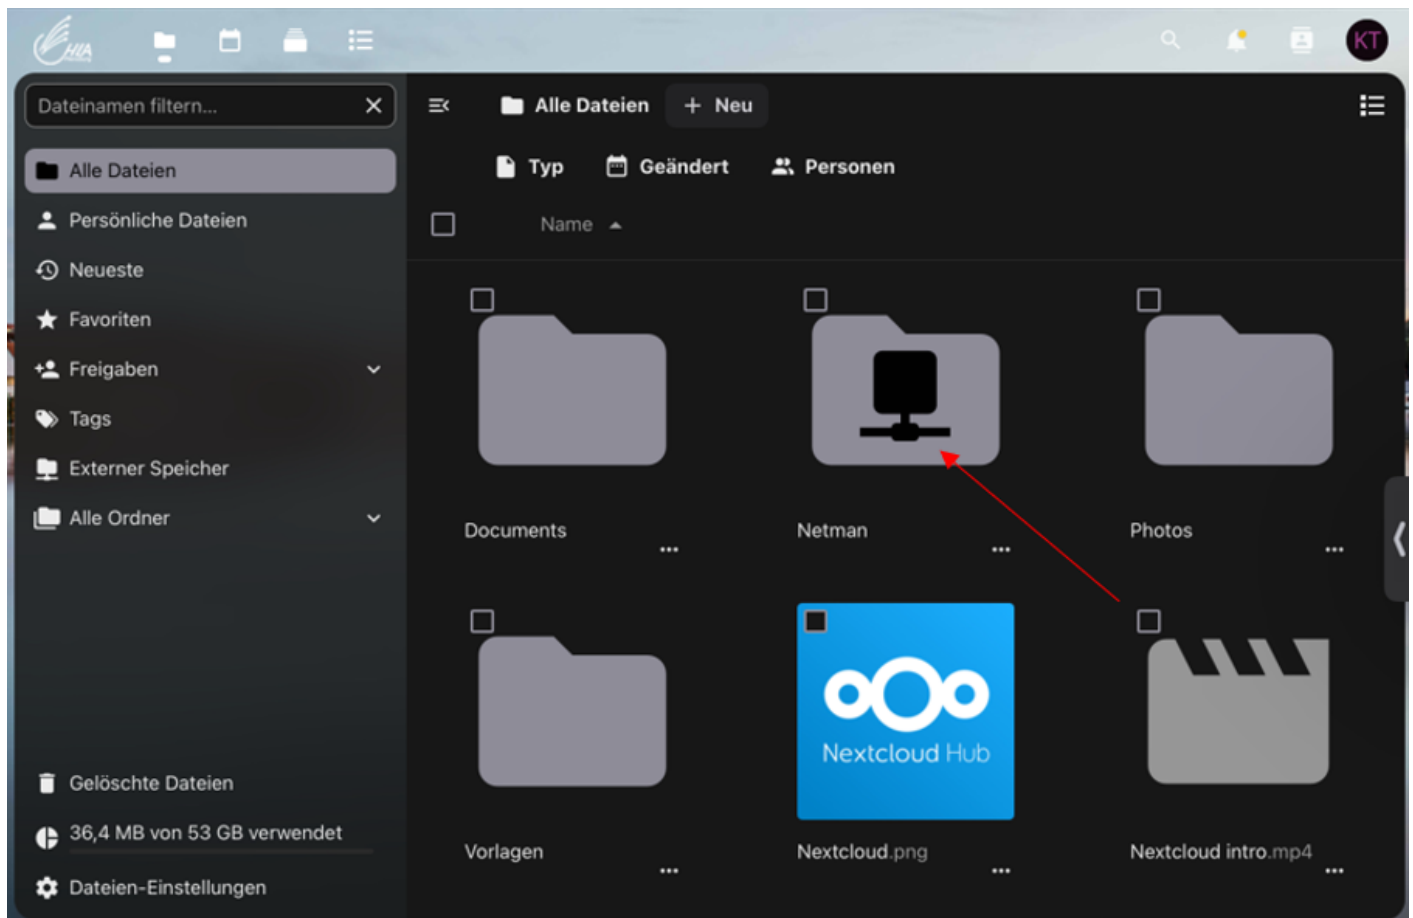 HIA
KT
Dateinamen filtern...
Alle Dateien
+ Neu
Alle Dateien
Persönliche Dateien
Neueste
Favoriten
Freigaben
Tags
Externer Speicher
Alle Ordner
Gelöschte Dateien
36,4 MB von 53 GB verwendet
Dateien-Einstellungen
Typ
Geändert
Personen
Name
Documents
Netman
Photos
Nextcloud Hub
Vorlagen
Nextcloud.png
Nextcloud intro.mp4